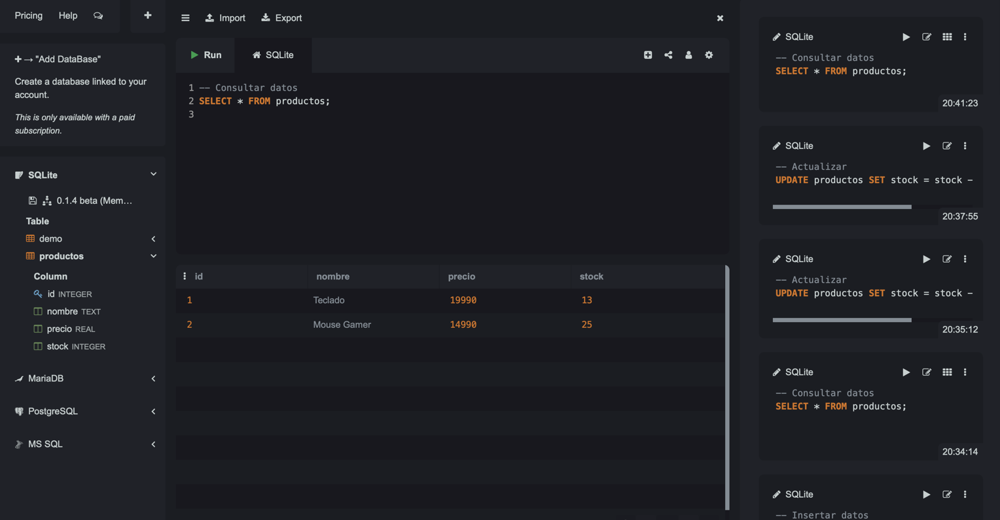 Pricing
Help
Import
Export
"Add DataBase"
Create a database linked to your
account.
This is only available with a paid
subscription.
SQLite
0.1.4 beta (Mem...
Table
demo
productos
Column
id INTEGER
nombre TEXT
precio REAL
stock INTEGER
MariaDB
PostgreSQL
MS SQL
Run
SQLite
1 -- Consultar datos
2 SELECT * FROM productos;
3
id nombre precio stock
1 Teclado 19990 13
2 Mouse Gamer 14990 25
SQLite
-- Consultar datos
SELECT * FROM productos;
20:41:23
SQLite
-- Actualizar
UPDATE productos SET stock = stock -
20:37:55
SQLite
-- Actualizar
UPDATE productos SET stock = stock -
20:35:12
SQLite
-- Consultar datos
SELECT * FROM productos;
20:34:14
SQLite
-- Insertar datos